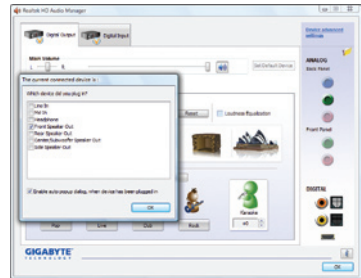 Realtek HD Audio Manager
Digital Output
Digital Input
Device advanced
settings
Main Volume
L
R
Set Default Device
ANALOG
Back Panel
The current connected device is :
Which device did you plug in?
Line In
Mic In
Headphone
Front Speaker Out
Rear Speaker Out
Center/Subwoofer Speaker Out
Side Speaker Out
Enable auto popup dialog, when device has been plugged in
OK
Reset
Loudness Equalization
Front Panel
Karaoke
+0
Pop
Live
Club
Rock
DIGITAL
GIGABYTE
TECHNOLOGY
i
OK